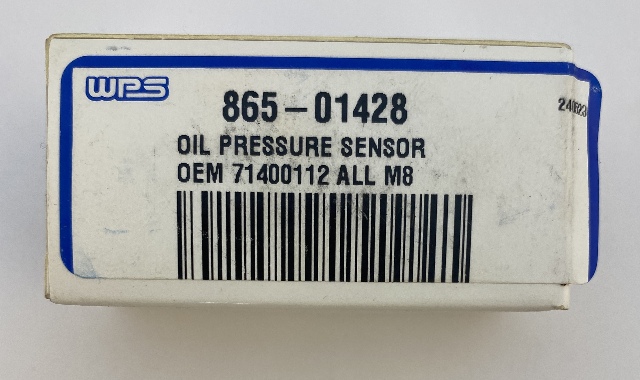 WPS
865-01428
OIL PRESSURE SENSOR
OEM 71400112 ALL M8